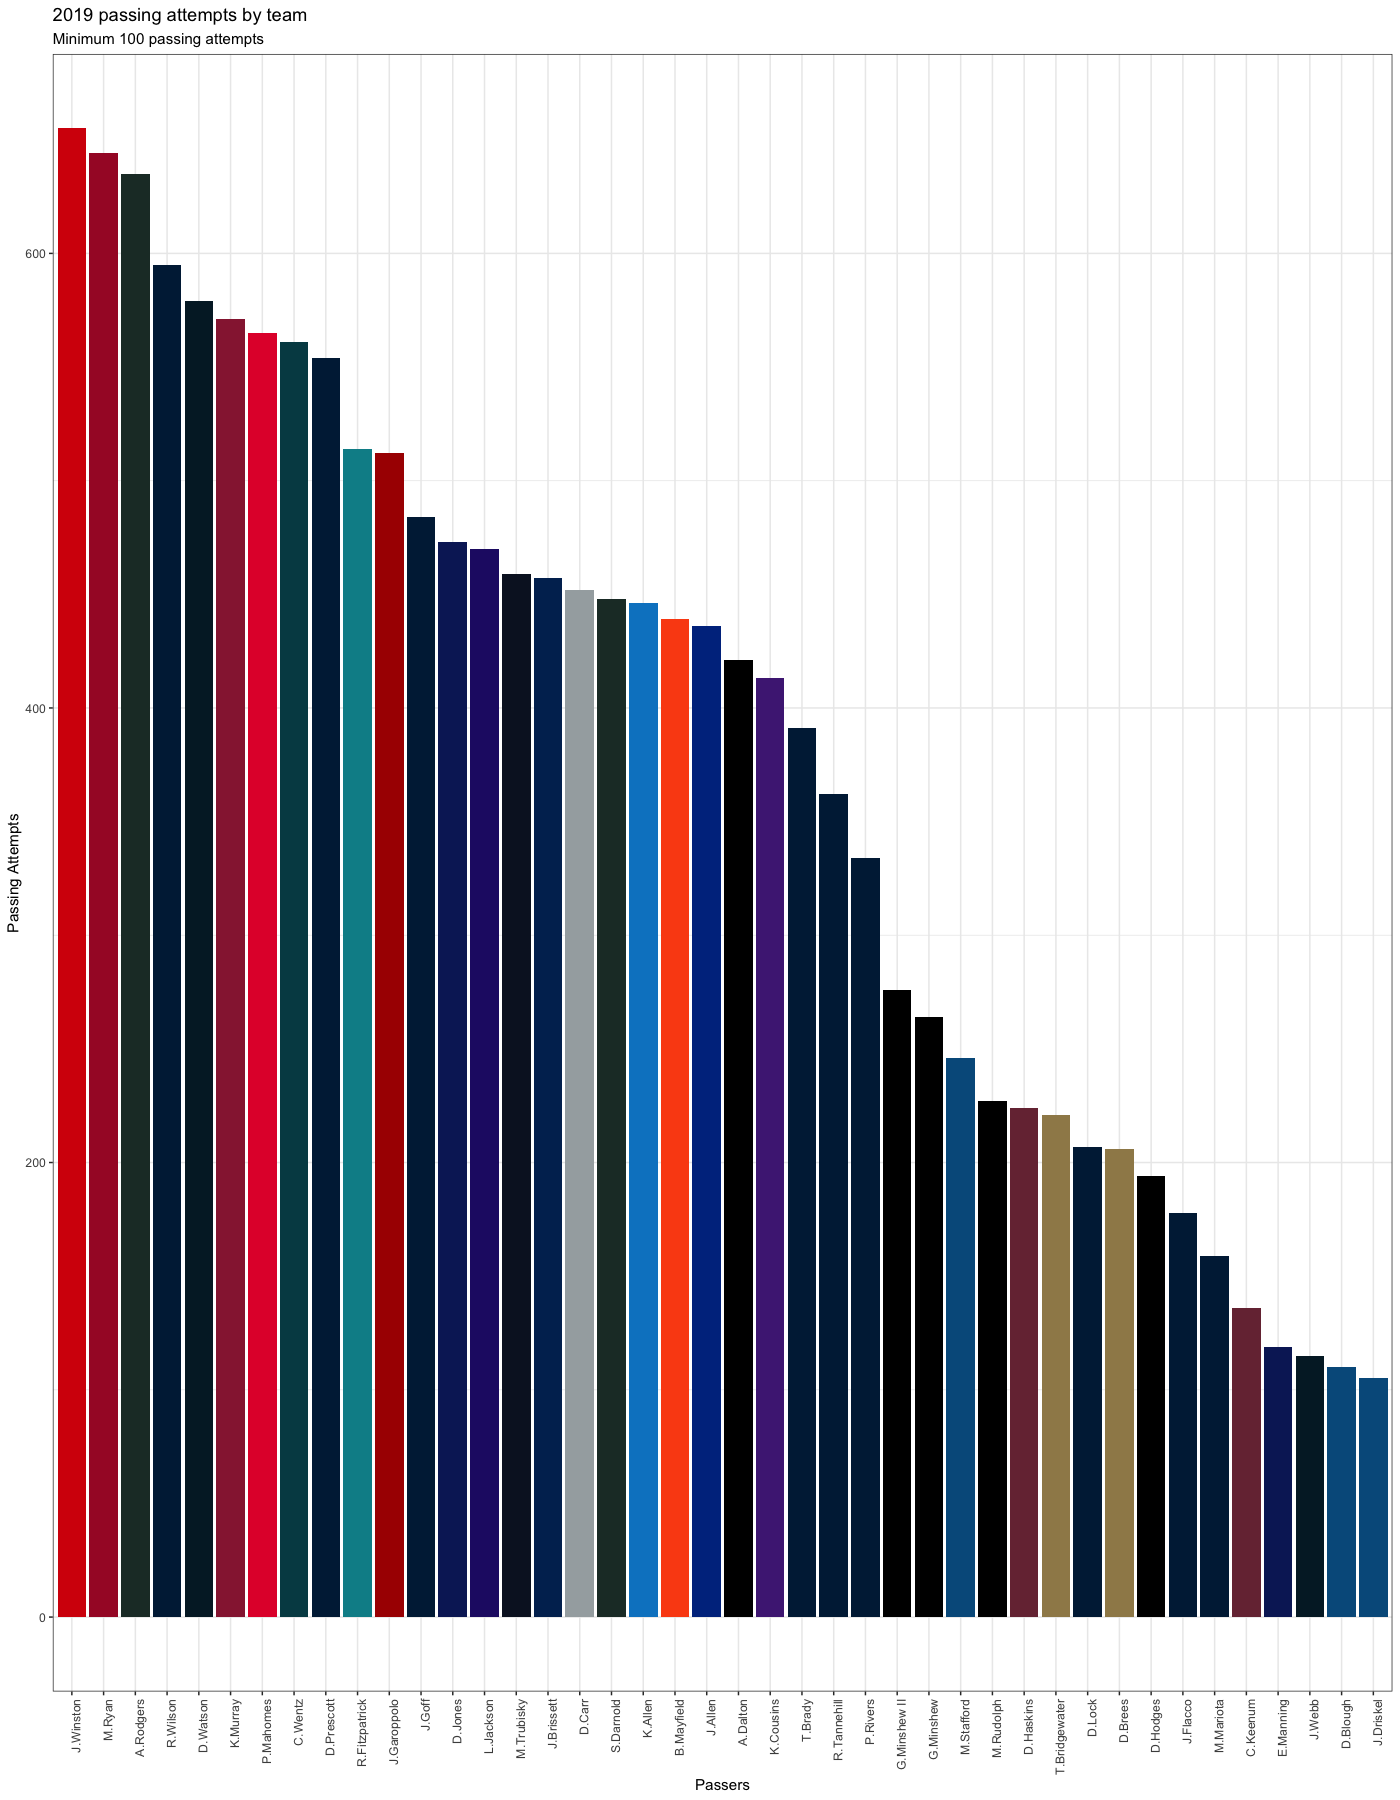 2019 passing attempts by team
Minimum 100 passing attempts
Passing Attempts
600
400
200
0
J.Winston
M.Ryan
A.Rodgers
R.Wilson
D.Watson
K.Murray
P.Mahomes
C.Wentz
D.Prescott
R.Fitzpatrick
J.Garoppolo
J.Goff
D.Jones
L.Jackson
M.Trubisky
J.Brissett
D.Carr
S.Darnold
K.Allen
B.Mayfield
J.Allen
A.Dalton
K.Cousins
T.Brady
R.Tannehill
P.Rivers
G.Minshew II
G.Minshew
M.Stafford
M.Rudolph
D.Haskins
T.Bridgewater
D.Lock
D.Brees
D.Hodges
J.Flacco
M.Mariota
C.Keenum
E.Manning
J.Webb
D.Blough
J.Driskel
Passers